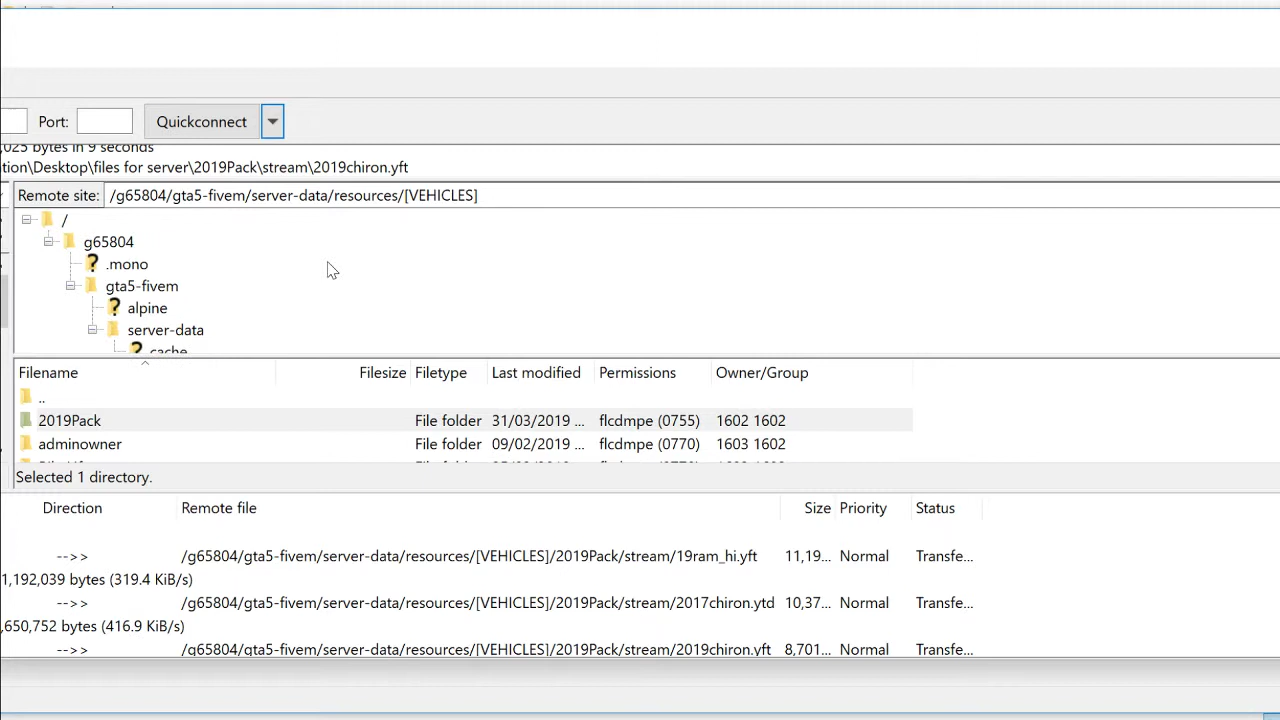 Port: Quickconnect
,025 bytes in 9 seconds
tion\Desktop\files for server\2019Pack\stream\2019chiron.yft
Remote site: /g65804/gta5-fivem/server-data/resources/[VEHICLES]
/
g65804
.mono
gta5-fivem
alpine
server-data
cache
Filename Filesize Filetype Last modified Permissions Owner/Group
..
2019Pack File folder 31/03/2019 ... flcdmpe (0755) 1602 1602
adminowner File folder 09/02/2019 ... flcdmpe (0770) 1603 1602
Selected 1 directory.
Direction Remote file Size Priority Status
-->> /g65804/gta5-fivem/server-data/resources/[VEHICLES]/2019Pack/stream/19ram_hi.yft 11,19... Normal Transfe...
1,192,039 bytes (319.4 KiB/s)
-->> /g65804/gta5-fivem/server-data/resources/[VEHICLES]/2019Pack/stream/2017chiron.ytd 10,37... Normal Transfe...
,650,752 bytes (416.9 KiB/s)
-->> /g65804/gta5-fivem/server-data/resources/[VEHICLES]/2019Pack/stream/2019chiron.yft 8,701... Normal Transfe...